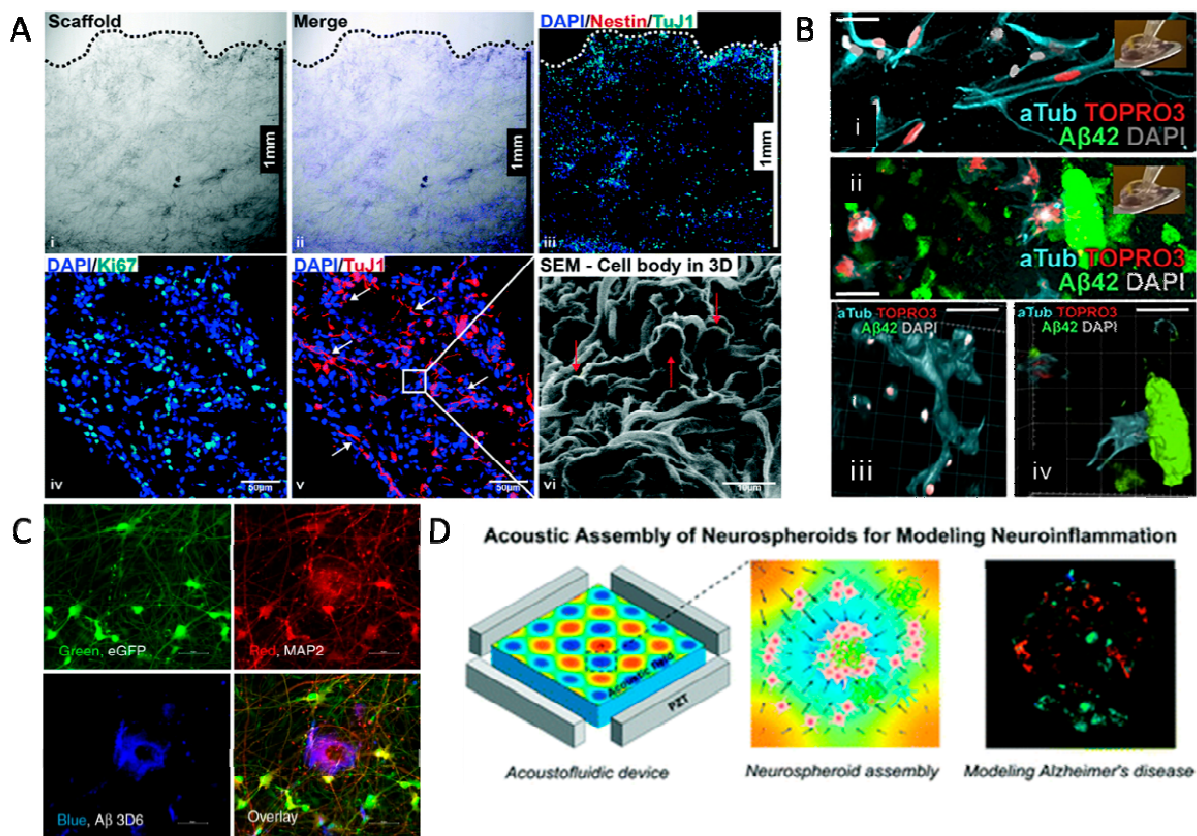 A
Scaffold
Merge
DAPI/Nestin/TuJ1
1mm
1mm
1mm
i
ii
iii
DAPI/Ki67
DAPI/TuJ1
SEM - Cell body in 3D
iv
50µm
v
50µm
vi
10µm
B
aTub TOPRO3
Aβ42 DAPI
i
ii
aTub TOPRO3
Aβ42 DAPI
aTub TOPRO3
Aβ42 DAPI
iii
aTub TOPRO3
Aβ42 DAPI
iv
C
Green, eGFP
Red, MAP2
Blue, Aβ 3D6
Overlay
D
Acoustic Assembly of Neurospheroids for Modeling Neuroinflammation
Acoustic field
PZT
Acoustofluidic device
Neurospheroid assembly
Modeling Alzheimer's disease